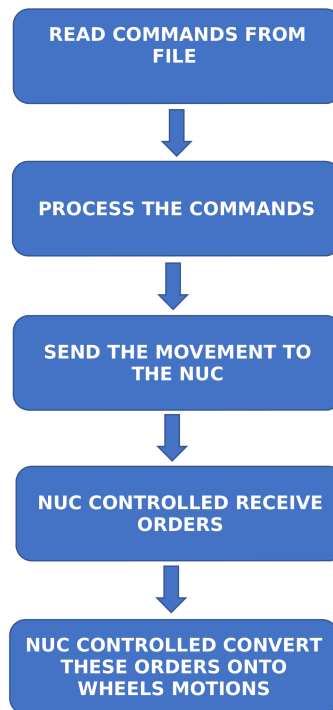 READ COMMANDS FROM
FILE
PROCESS THE COMMANDS
SEND THE MOVEMENT TO
THE NUC
NUC CONTROLLED RECEIVE
ORDERS
NUC CONTROLLED CONVERT
THESE ORDERS ONTO
WHEELS MOTIONS